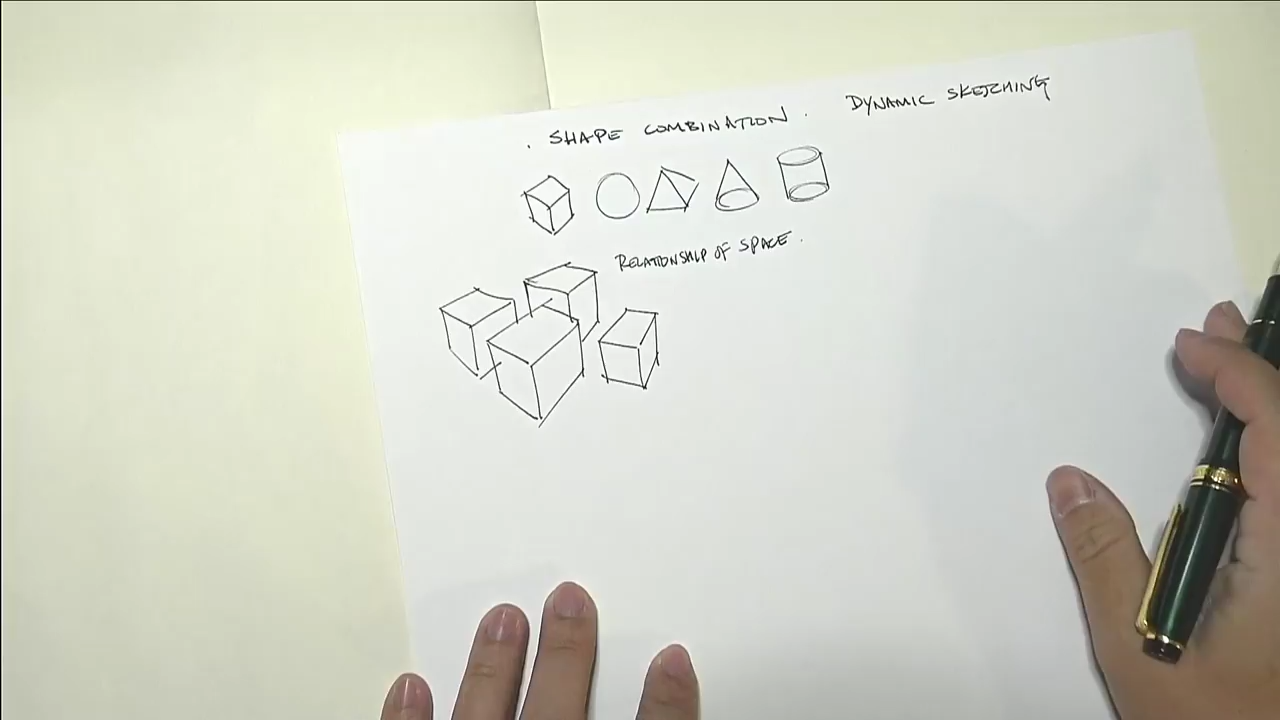 . SHAPE COMBINATION .
DYNAMIC SKETCHING
RELATIONSHIP OF SPACE .